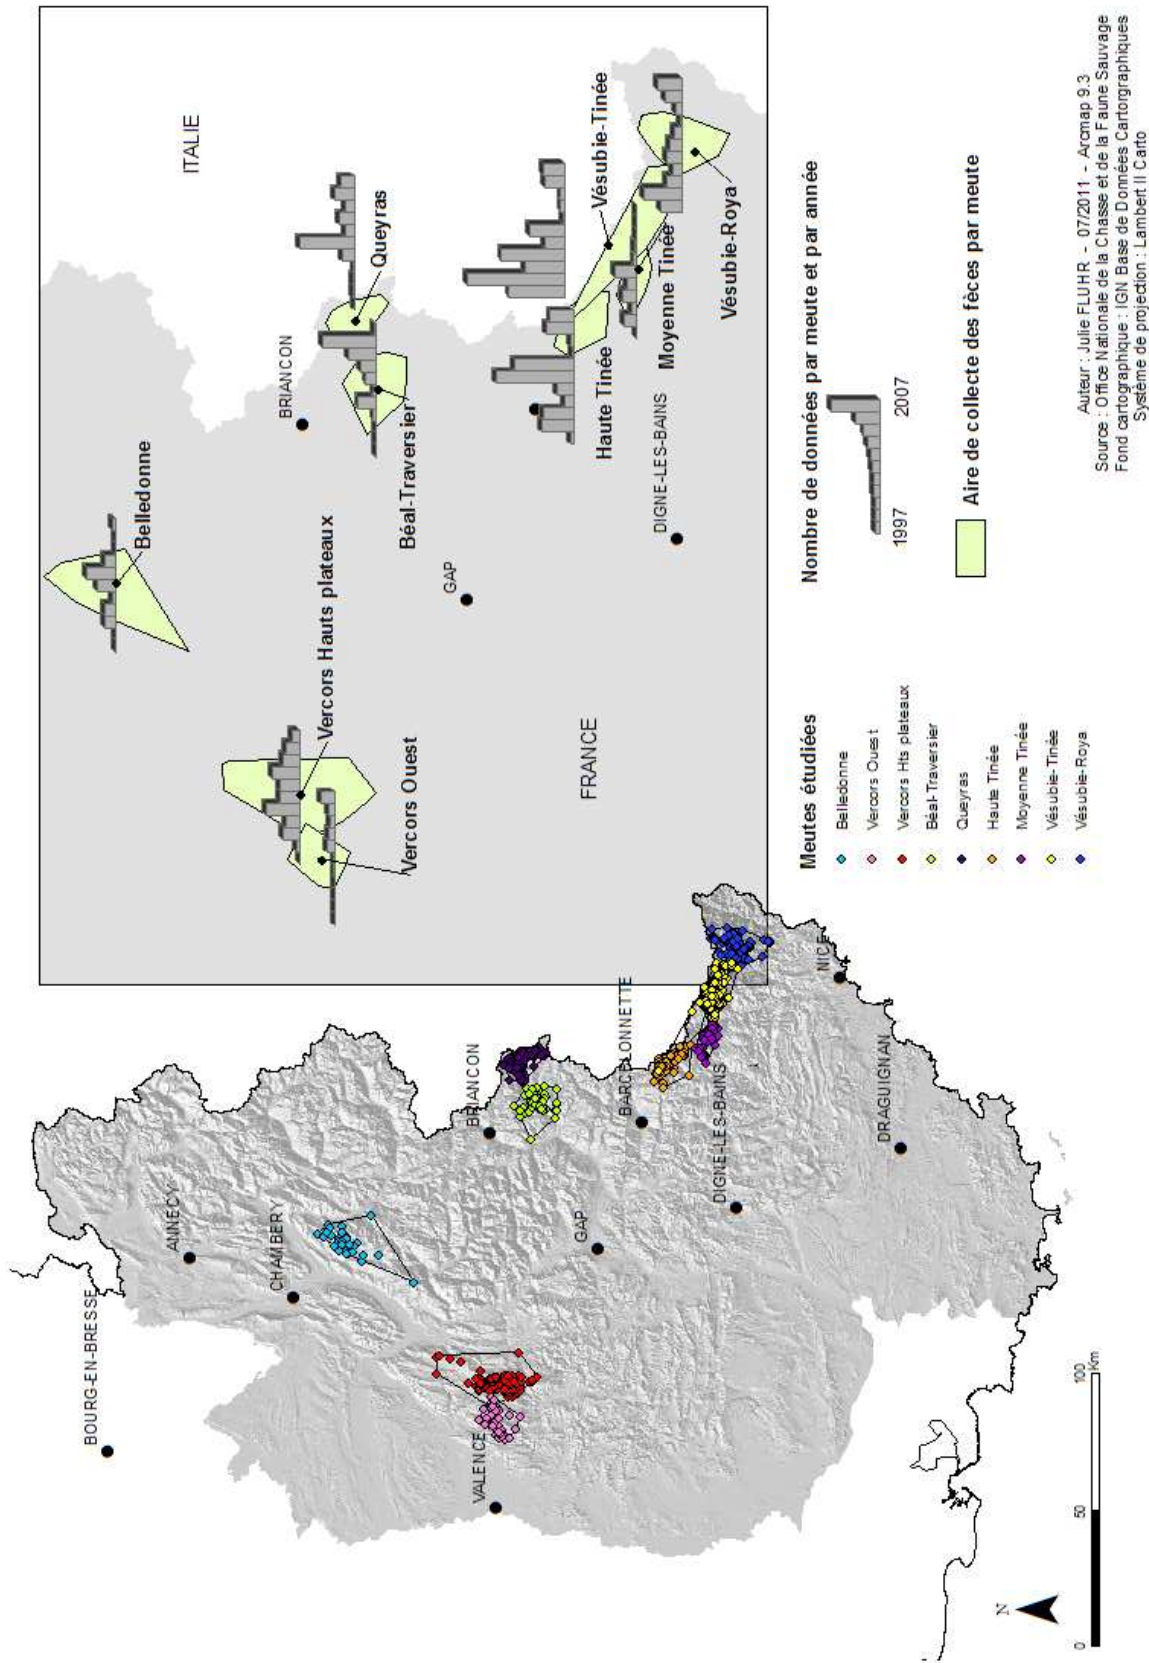 BOURG-EN-BRESSE
ANNECY
CHAMBERY
VALENCE
BRIANCON
GAP
BARCELONNETTE
DIGNE-LES-BAINS
DRAGUIGNAN
NICE
N
0
50
100
Km
ITALIE
FRANCE
Belledonne
BRIANCON
Queyras
Vercors Hauts plateaux
Béal-Traversier
Vercors Ouest
GAP
Vésubie-Tinée
Haute Tinée
Moyenne Tinée
DIGNE-LES-BAINS
Vésubie-Roya
Meutes étudiées
Belledonne
Vercors Ouest
Vercors Hts plateaux
Béal-Traversier
Queyras
Haute Tinée
Moyenne Tinée
Vésubie-Tinée
Vésubie-Roya
Nombre de données par meute et par année
1997
2007
Aire de collecte des fèces par meute
Auteur : Julie FLUHR - 07/2011 - Arcmap 9.3
Source : Office Nationale de la Chasse et de la Faune Sauvage
Fond cartographique : IGN Base de Données Cartorgraphiques
Système de projection : Lambert II Carto